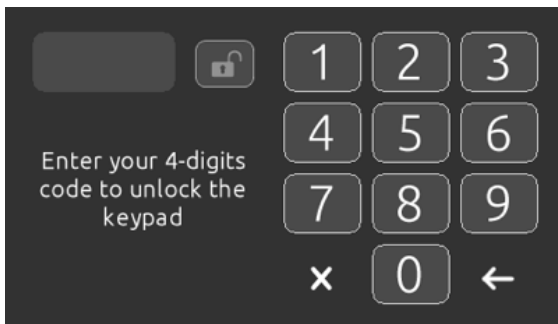 1 2 3
4 5 6
Enter your 4-digits
code to unlock the
keypad
7 8 9
x 0 ←